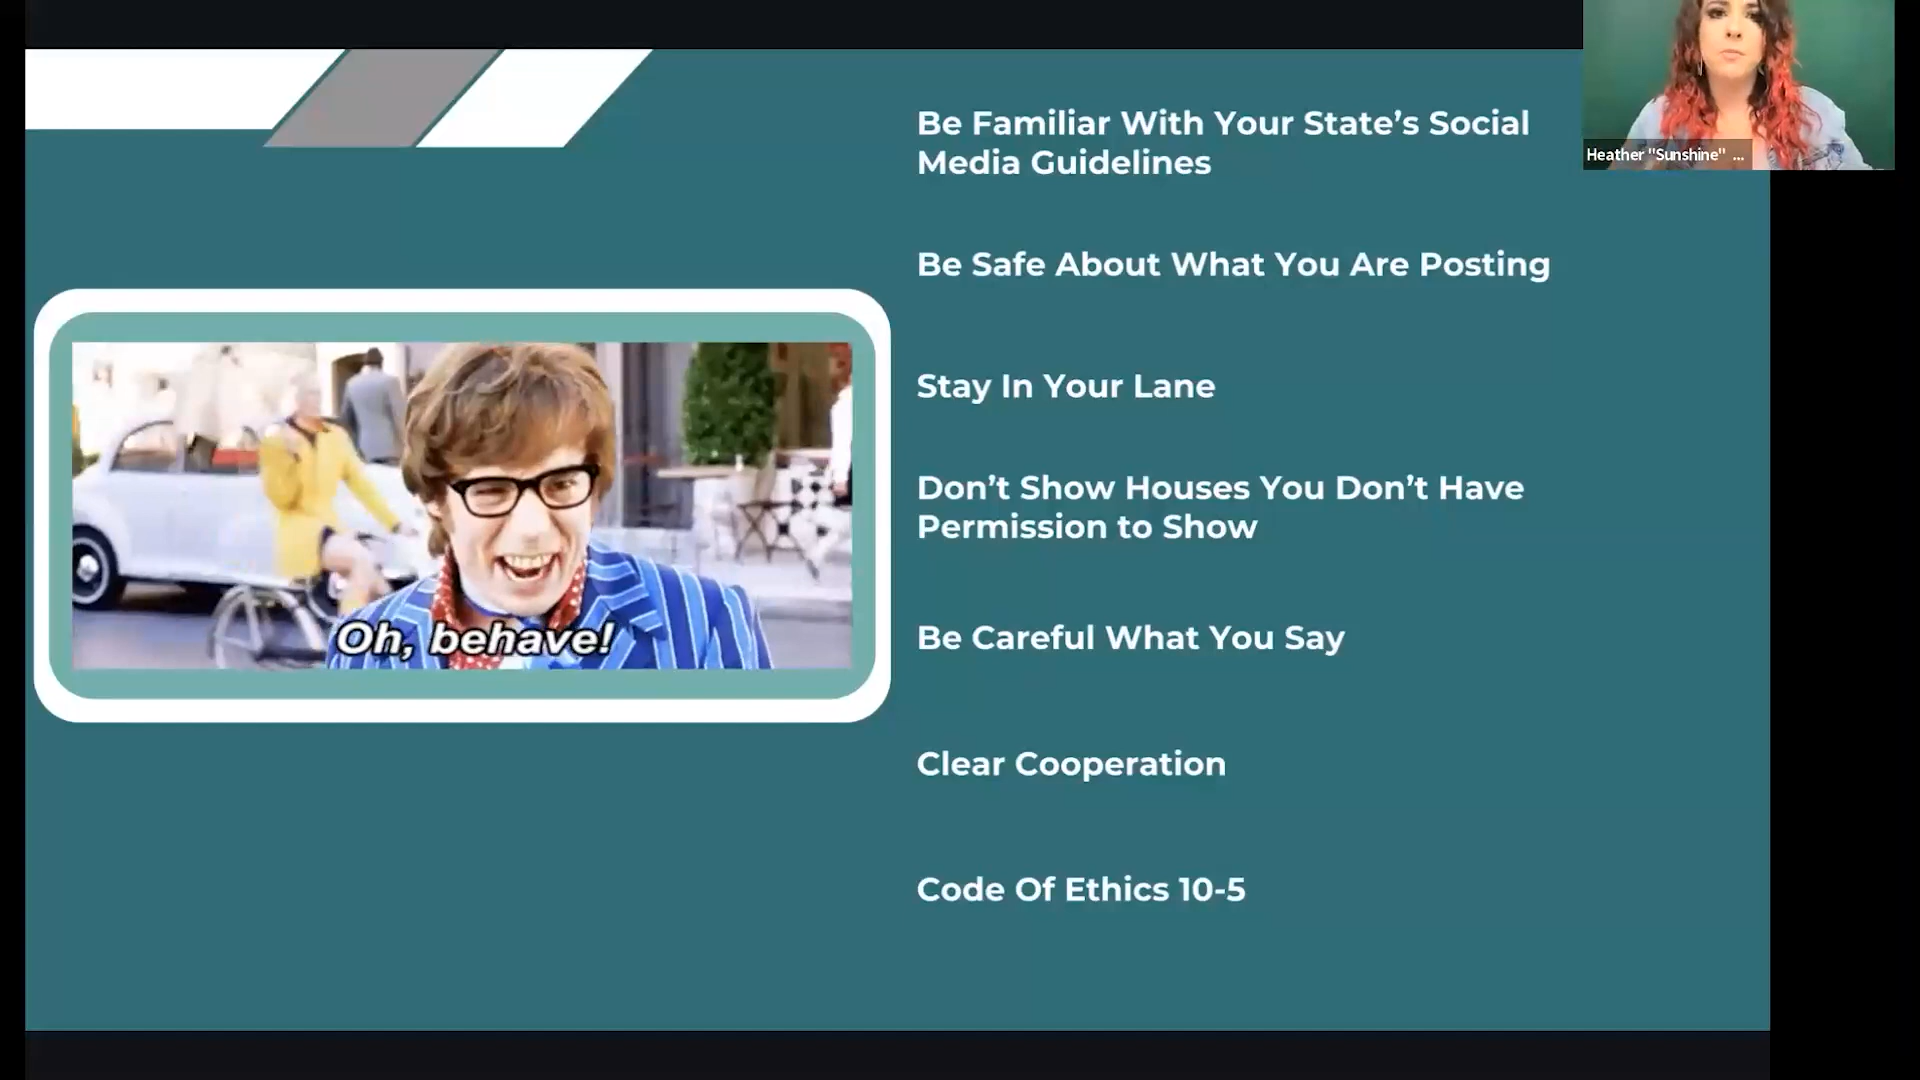 Be Familiar With Your State's Social
Media Guidelines
Heather "Sunshine" ...
Be Safe About What You Are Posting
Stay In Your Lane
Don't Show Houses You Don't Have
Permission to Show
Oh, behave!
Be Careful What You Say
Clear Cooperation
Code Of Ethics 10-5